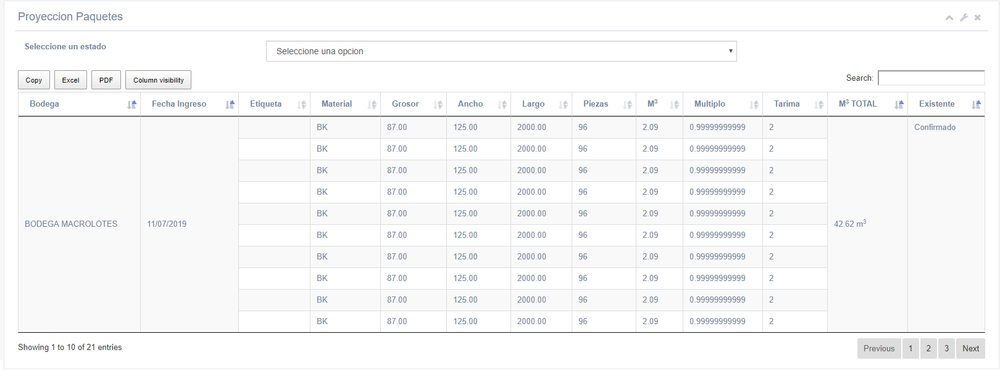 Proyeccion Paquetes
Seleccione un estado
Seleccione una opcion
Copy Excel PDF Column visibility Search:
Bodega Fecha Ingreso Etiqueta Material Grosor Ancho Largo Piezas M³ Multiplo Tarima M³ TOTAL Existente
BK 87.00 125.00 2000.00 96 2.09 0.99999999999 2 Confirmado
BK 87.00 125.00 2000.00 96 2.09 0.99999999999 2
BK 87.00 125.00 2000.00 96 2.09 0.99999999999 2
BK 87.00 125.00 2000.00 96 2.09 0.99999999999 2
BK 87.00 125.00 2000.00 96 2.09 0.99999999999 2
BODEGA MACROLOTES 11/07/2019 42.62 m³
BK 87.00 125.00 2000.00 96 2.09 0.99999999999 2
BK 87.00 125.00 2000.00 96 2.09 0.99999999999 2
BK 87.00 125.00 2000.00 96 2.09 0.99999999999 2
BK 87.00 125.00 2000.00 96 2.09 0.99999999999 2
BK 87.00 125.00 2000.00 96 2.09 0.99999999999 2
Showing 1 to 10 of 21 entries Previous 1 2 3 Next